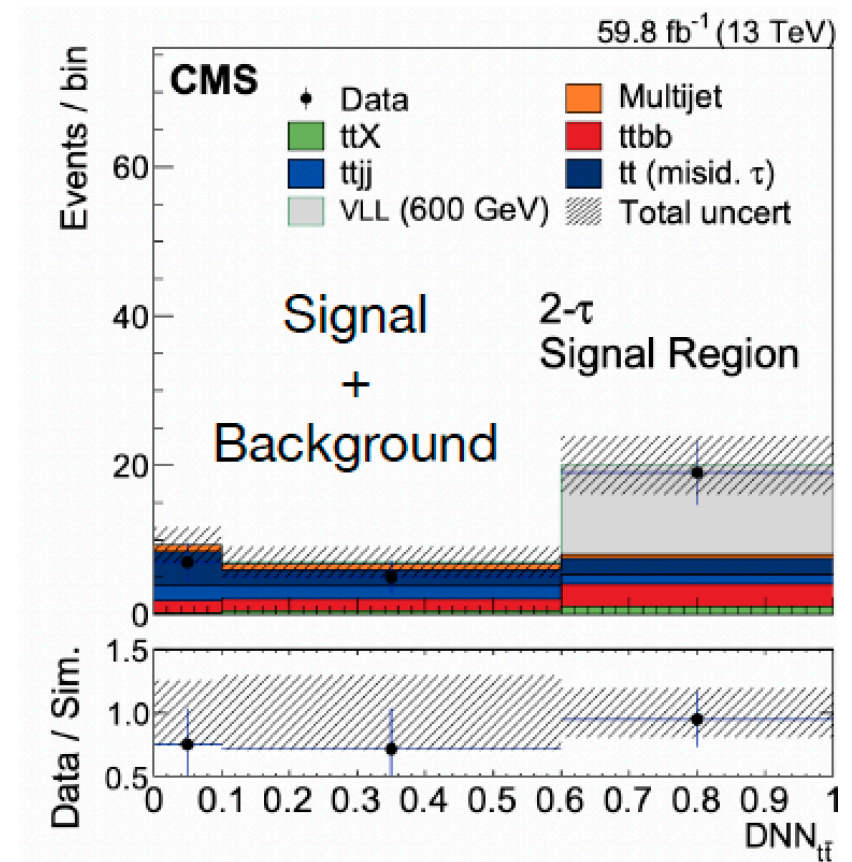 59.8 fb⁻¹ (13 TeV)
CMS
Data
Multijet
ttX
ttbb
ttjj
tt (misid. τ)
VLL (600 GeV)
Total uncert
Events / bin
60
40
20
0
Signal
+
Background
2-τ
Signal Region
Data / Sim.
1.5
1.0
0.5
0 0.1 0.2 0.3 0.4 0.5 0.6 0.7 0.8 0.9 1
DNN_tt̄